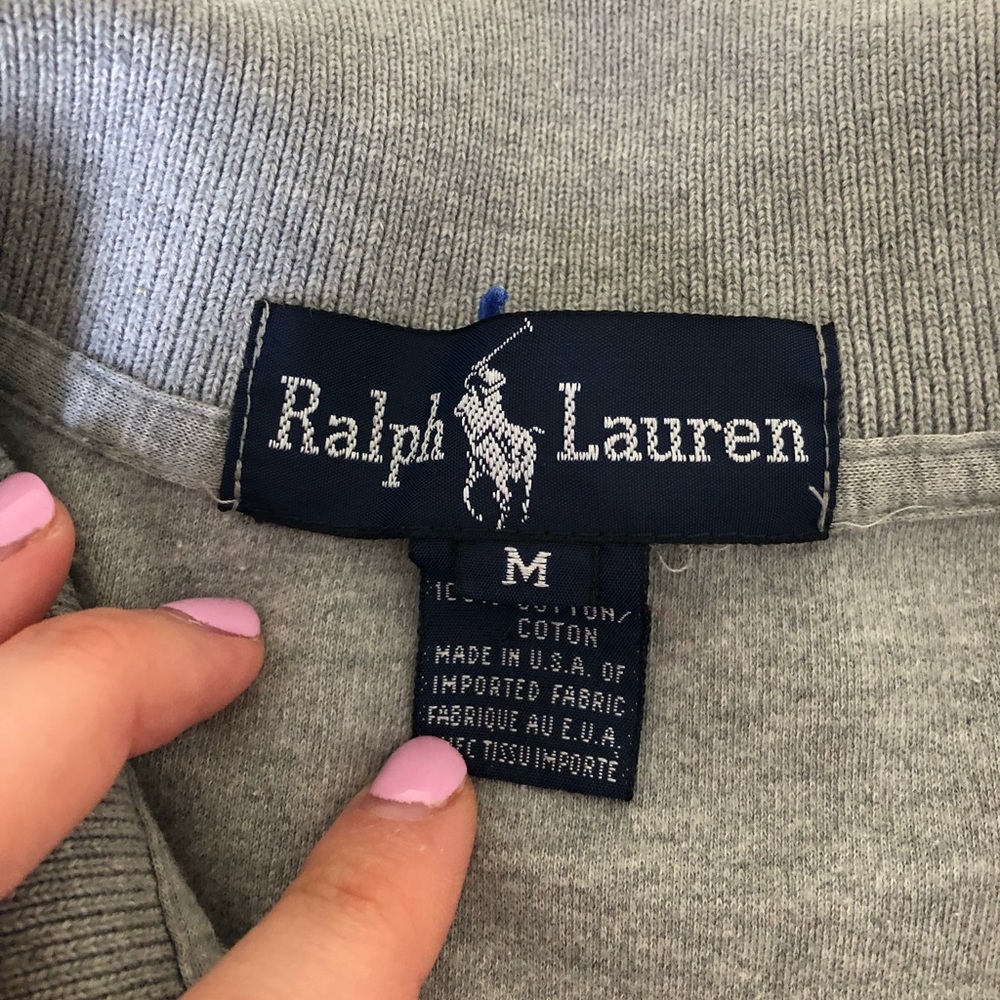 Ralph Lauren
M
COTTON/
COTON
MADE IN U.S.A. OF
IMPORTED FABRIC
FABRIQUE AU E.U.A.
TISSU IMPORTE